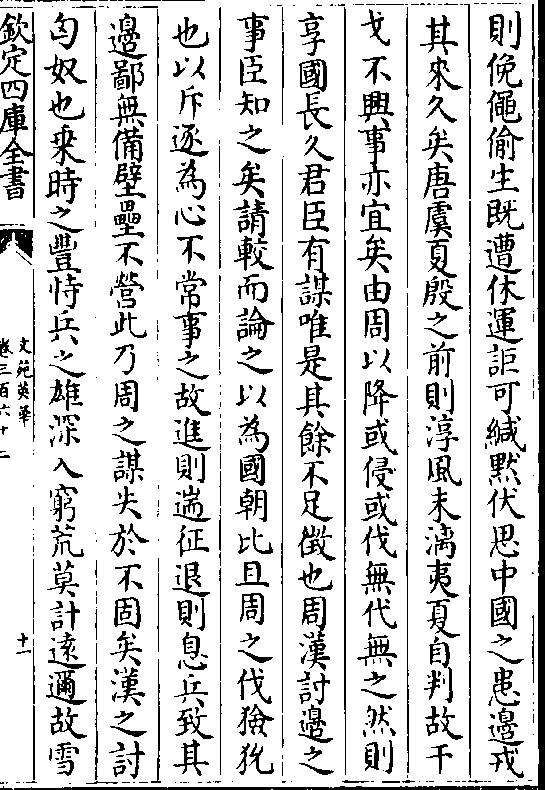 則俛僶偷生既遭休運詎可緘黙伏思中國之患邊戎
其來久矣唐虞夏殷之前則淳風未漓夷夏自判故干
戈不興事亦宜矣由周以降或侵或伐無代無之然則
享國長久君臣有謀唯是其餘不足徴也周漢討邊之
事臣知之矣請較而論之以為國朝比且周之伐獫狁
也以斥逐為心不常事之故進則遄征退則息兵致其
邊鄙無備壁壘不營此乃周之謀失於不固矣漢之討
匈奴也乗時之豐恃兵之雄深入窮荒莫計逺邇故雪
欽定四庫全書
文苑英華
卷三百六十二
十一